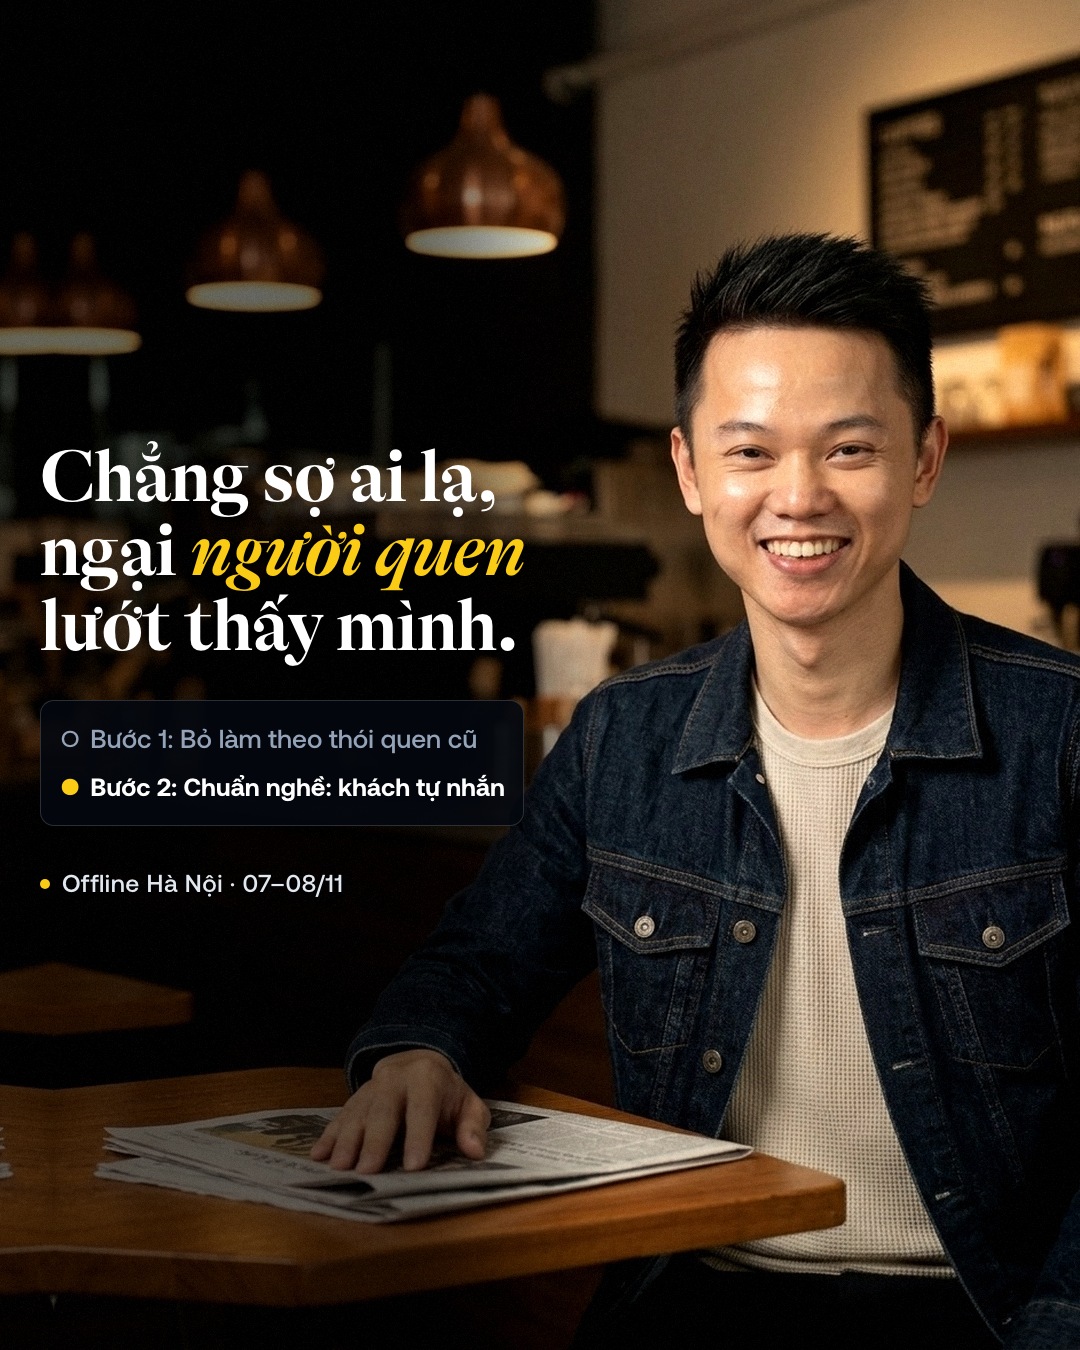 Chẳng sợ ai lạ,
ngại người quen
lướt thấy mình.
Bước 1: Bỏ làm theo thói quen cũ
Bước 2: Chuẩn nghề: khách tự nhắn
Offline Hà Nội · 07–08/11